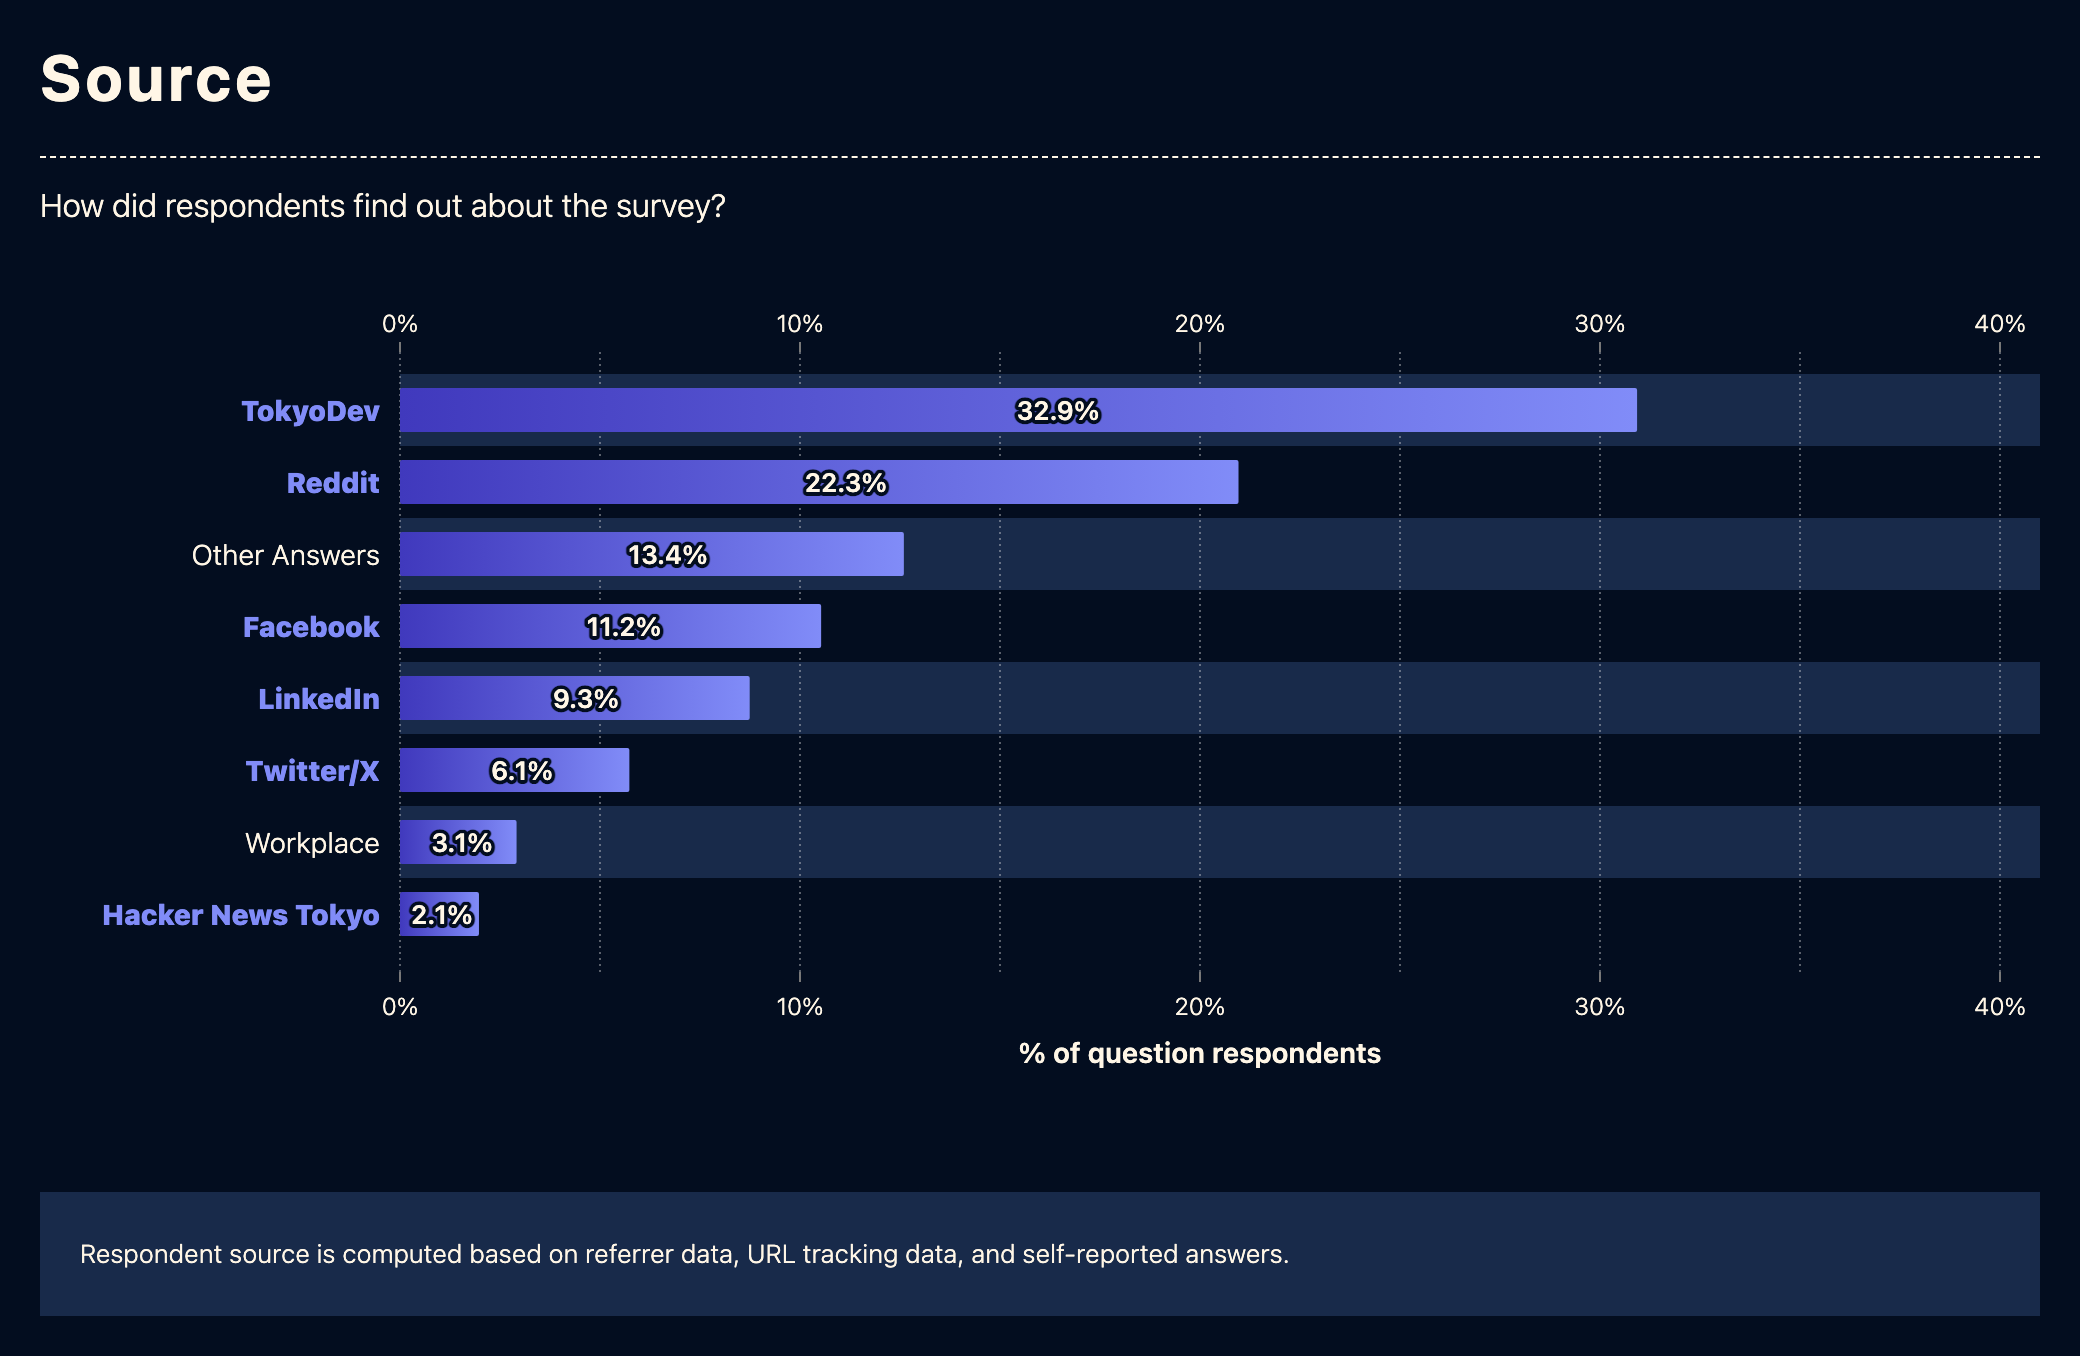 Source
How did respondents find out about the survey?
0% 10% 20% 30% 40%
TokyoDev 32.9%
Reddit 22.3%
Other Answers 13.4%
Facebook 11.2%
LinkedIn 9.3%
Twitter/X 6.1%
Workplace 3.1%
Hacker News Tokyo 2.1%
0% 10% 20% 30% 40%
% of question respondents
Respondent source is computed based on referrer data, URL tracking data, and self-reported answers.